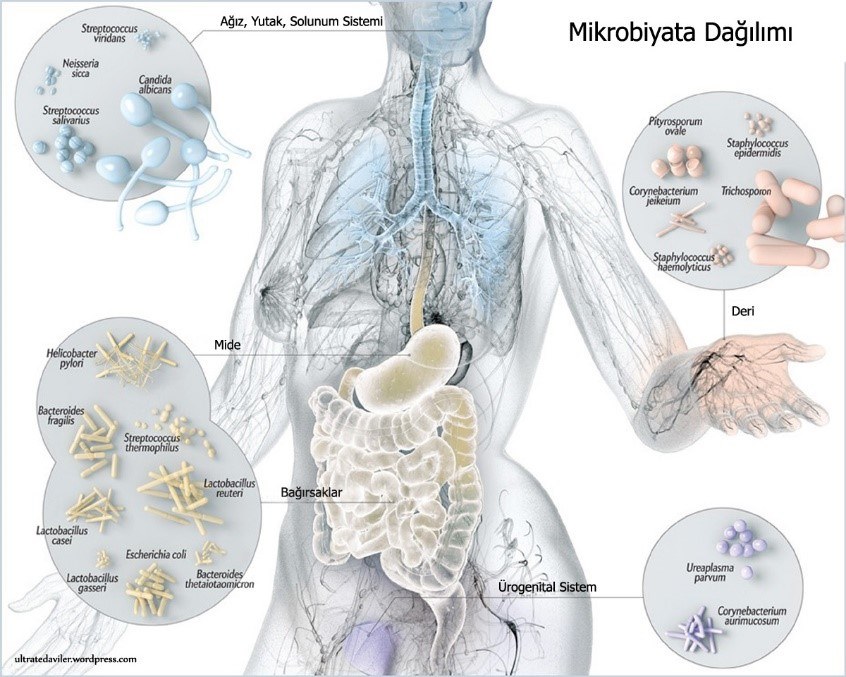 Mikrobiyata Dağılımı
Ağız, Yutak, Solunum Sistemi
Streptococcus
viridans
Neisseria
sicca
Candida
albicans
Streptococcus
salivarius
Pityrosporum
ovale
Staphylococcus
epidermidis
Corynebacterium
jeikeium
Trichosporon
Staphylococcus
haemolyticus
Deri
Mide
Helicobacter
pylori
Bacteroides
fragilis
Streptococcus
thermophilus
Lactobacillus
reuteri
Bağırsaklar
Lactobacillus
casei
Escherichia coli
Lactobacillus
gasseri
Bacteroides
thetaiotaomicron
Ürogenital Sistem
Ureaplasma
parvum
Corynebacterium
aurimucosum
ultratedaviler.wordpress.com